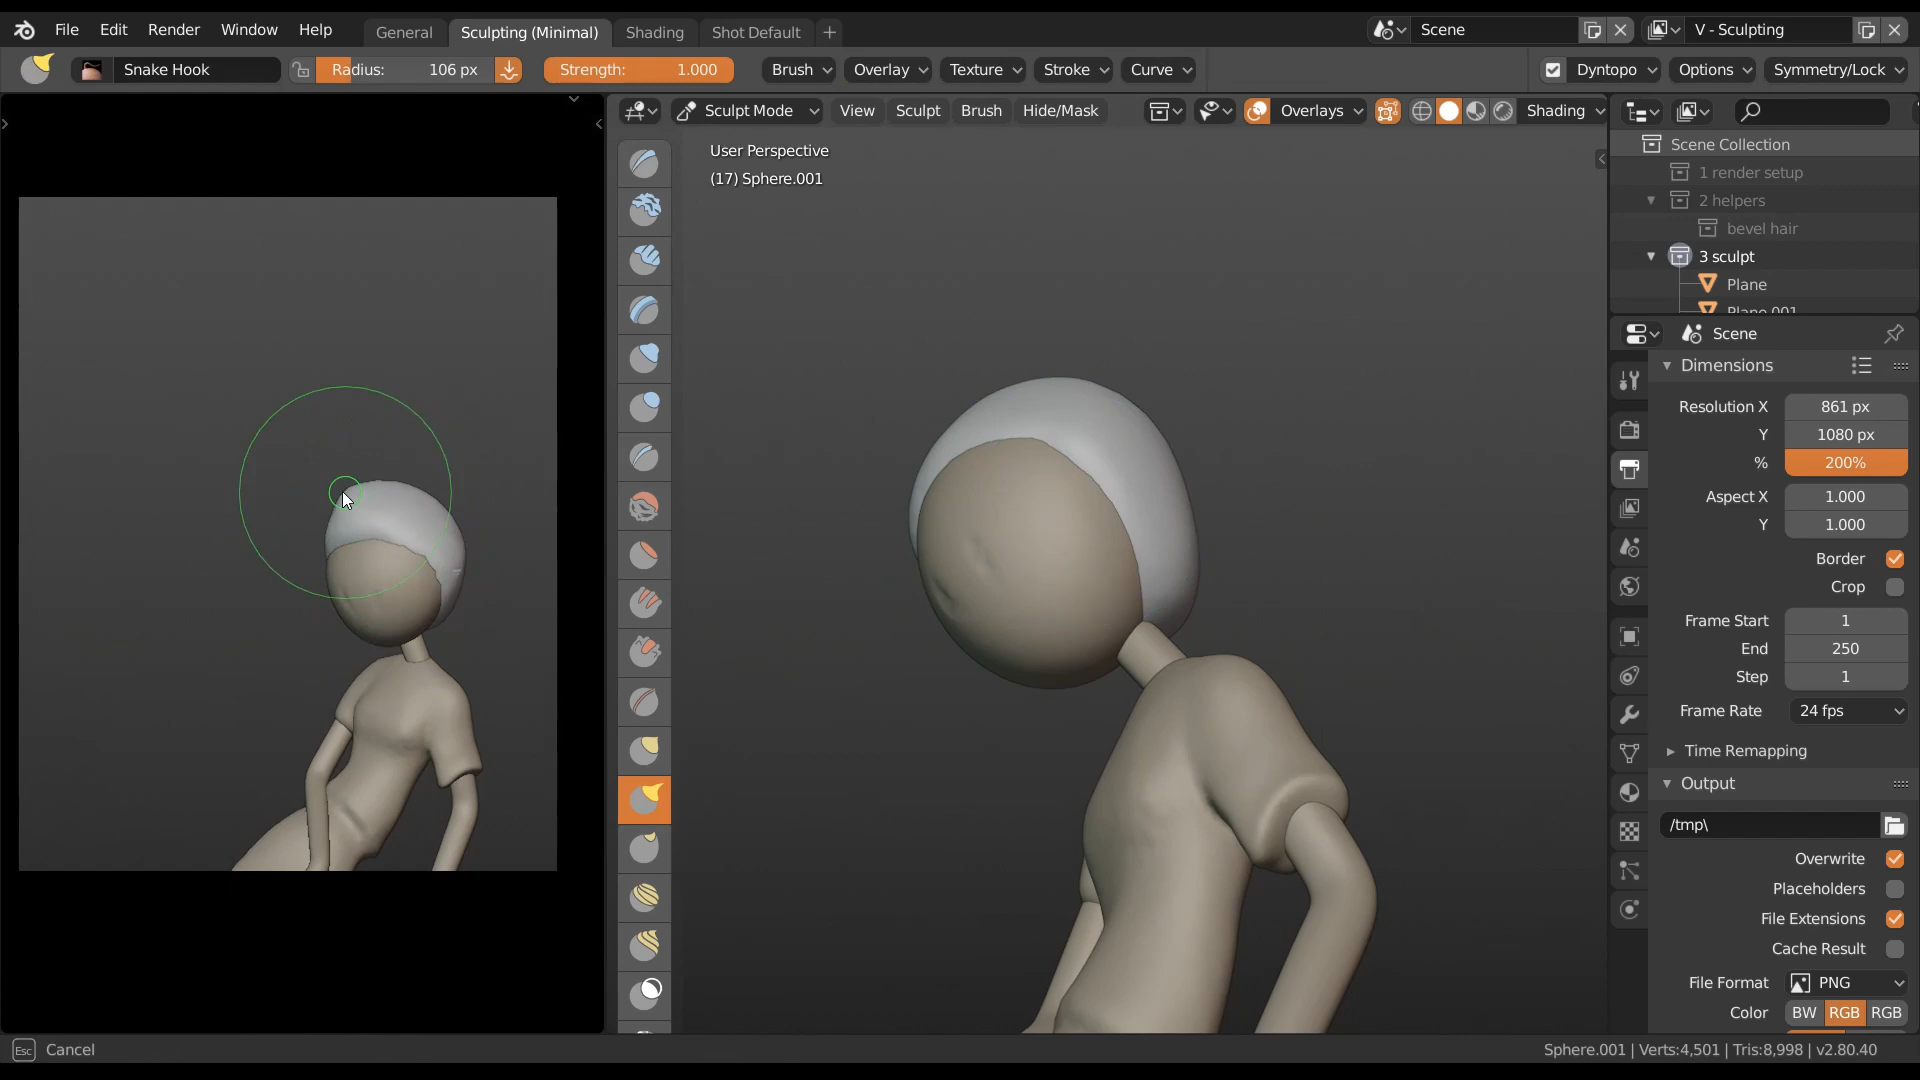 File Edit Render Window Help General Sculpting (Minimal) Shading Shot Default + Scene V - Sculpting
Snake Hook Radius: 106 px Strength: 1.000 Brush Overlay Texture Stroke Curve Dyntopo Options Symmetry/Lock
Sculpt Mode View Sculpt Brush Hide/Mask Overlays Shading
User Perspective
(17) Sphere.001
Scene Collection
1 render setup
2 helpers
bevel hair
3 sculpt
Plane
Plane.001
Scene
Dimensions
Resolution X 861 px
Y 1080 px
% 200%
Aspect X 1.000
Y 1.000
Border
Crop
Frame Start 1
End 250
Step 1
Frame Rate 24 fps
Time Remapping
Output
/tmp\
Overwrite
Placeholders
File Extensions
Cache Result
File Format PNG
Color BW RGB RGB
Esc Cancel
Sphere.001 | Verts:4,501 | Tris:8,998 | v2.80.40